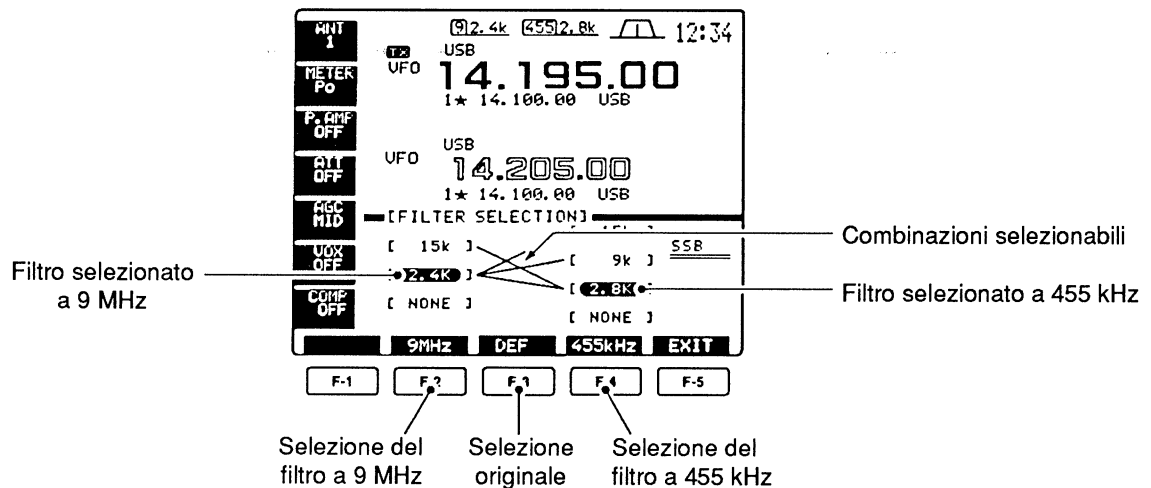 ANT
1
[9]2.4k [455]2.8k 12:34
TX
USB
VFO
14.195.00
1★ 14.100.00 USB
METER
Po
P.AMP
OFF
ATT
OFF
USB
VFO
14.205.00
1★ 14.100.00 USB
AGC
MID
[FILTER SELECTION]
VOX
OFF
[ 15k ]
[ 2.4K ]
[ NONE ]
SSB
[ 9k ]
[ 2.8K ]
[ NONE ]
COMP
OFF
Combinazioni selezionabili
Filtro selezionato
a 9 MHz
Filtro selezionato a 455 kHz
9MHz DEF 455kHz EXIT
F-1 F-2 F-3 F-4 F-5
Selezione del
filtro a 9 MHz
Selezione
originale
Selezione del
filtro a 455 kHz